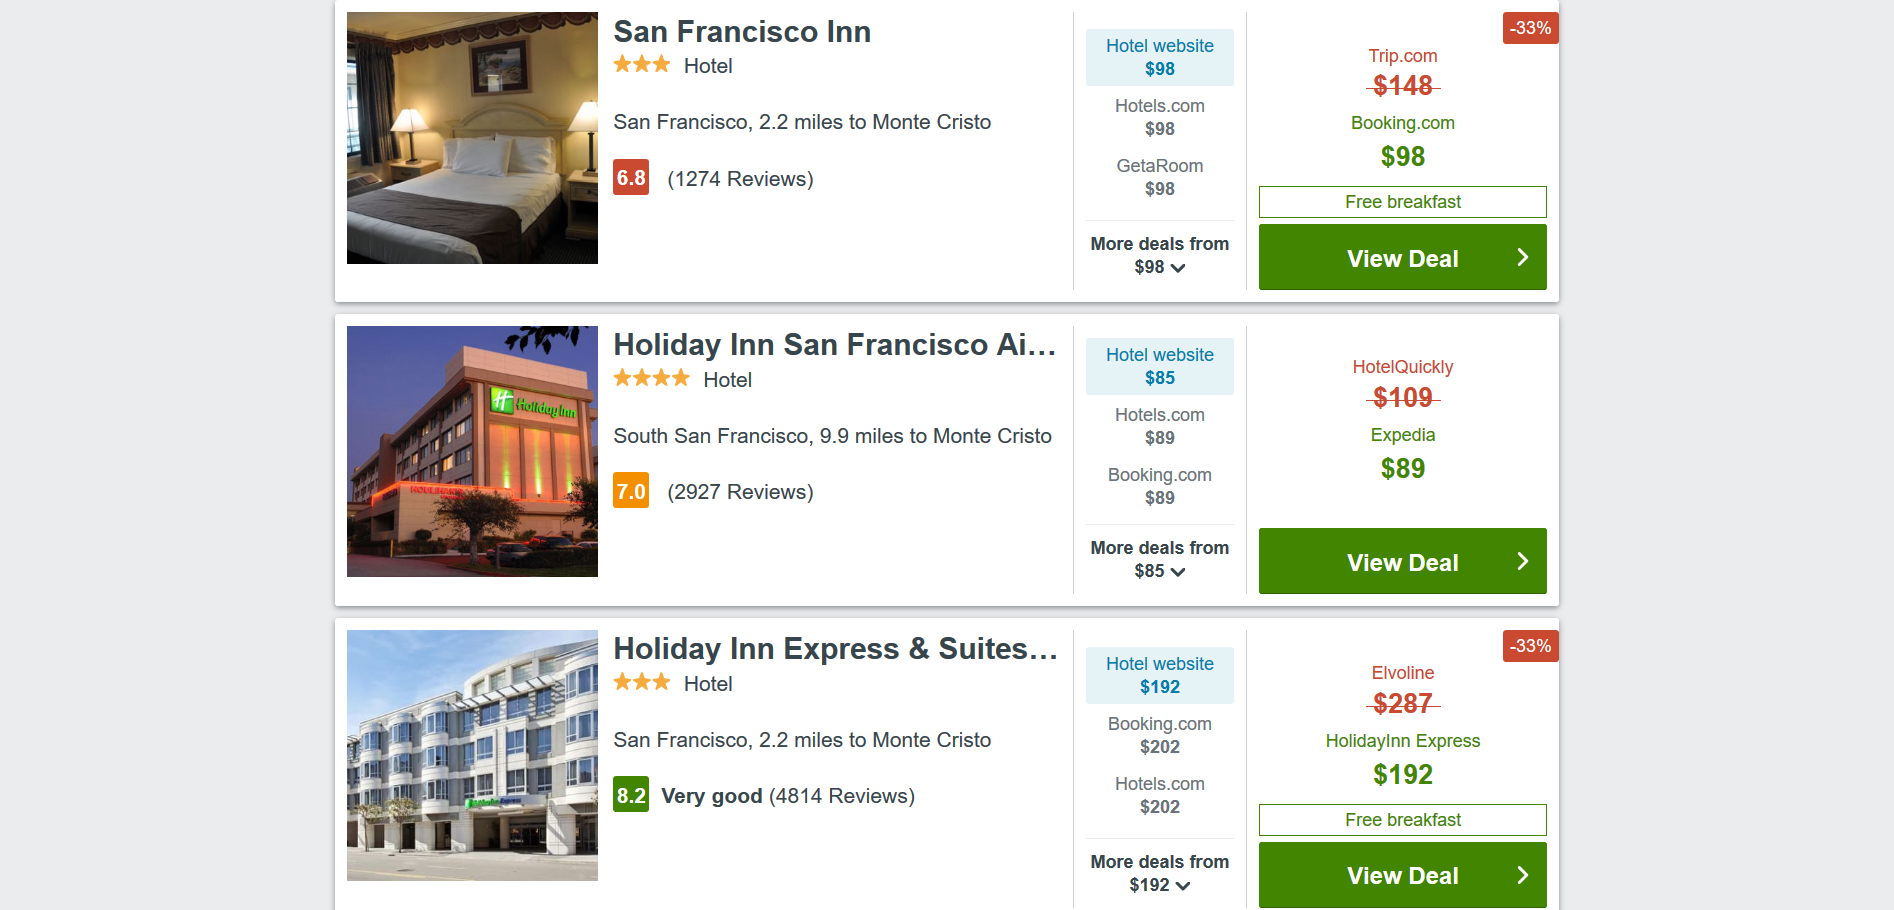 San Francisco Inn
Hotel
San Francisco, 2.2 miles to Monte Cristo
6.8 (1274 Reviews)
Hotel website
$98
Hotels.com
$98
GetaRoom
$98
More deals from
$98
-33%
Trip.com
$148
Booking.com
$98
Free breakfast
View Deal
Holiday Inn
Holiday Inn San Francisco Ai...
Hotel
South San Francisco, 9.9 miles to Monte Cristo
7.0 (2927 Reviews)
Hotel website
$85
Hotels.com
$89
Booking.com
$89
More deals from
$85
HotelQuickly
$109
Expedia
$89
View Deal
Holiday Inn Express & Suites...
Hotel
San Francisco, 2.2 miles to Monte Cristo
8.2 Very good (4814 Reviews)
Hotel website
$192
Booking.com
$202
Hotels.com
$202
More deals from
$192
-33%
Elvoline
$287
HolidayInn Express
$192
Free breakfast
View Deal